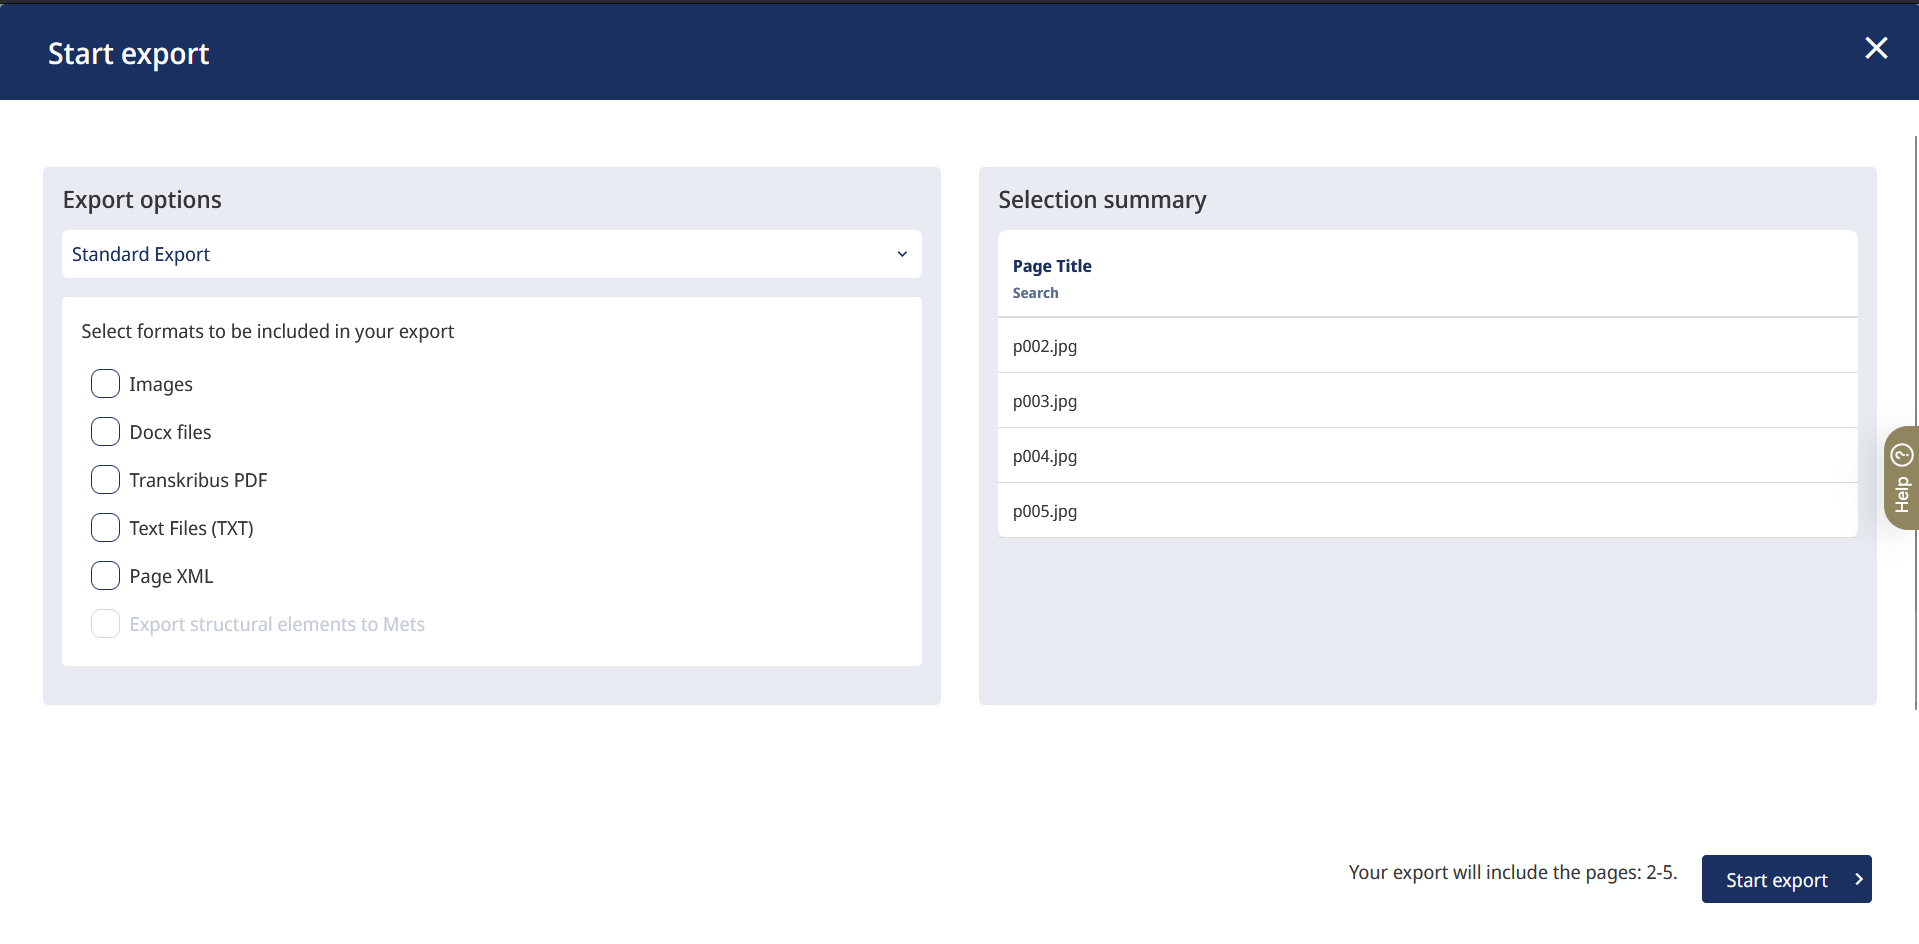 Start export
Export options
Standard Export
Select formats to be included in your export
Images
Docx files
Transkribus PDF
Text Files (TXT)
Page XML
Export structural elements to Mets
Selection summary
Page Title
Search
p002.jpg
p003.jpg
p004.jpg
p005.jpg
Help
Your export will include the pages: 2-5.
Start export